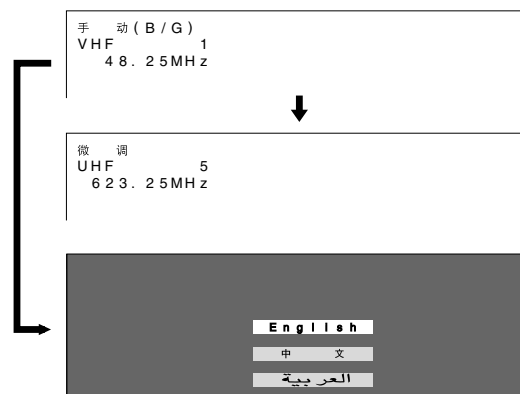 手 动(B/G)
VHF 1
48.25MHz
微 调
UHF 5
623.25MHz
English
中 文
العربية